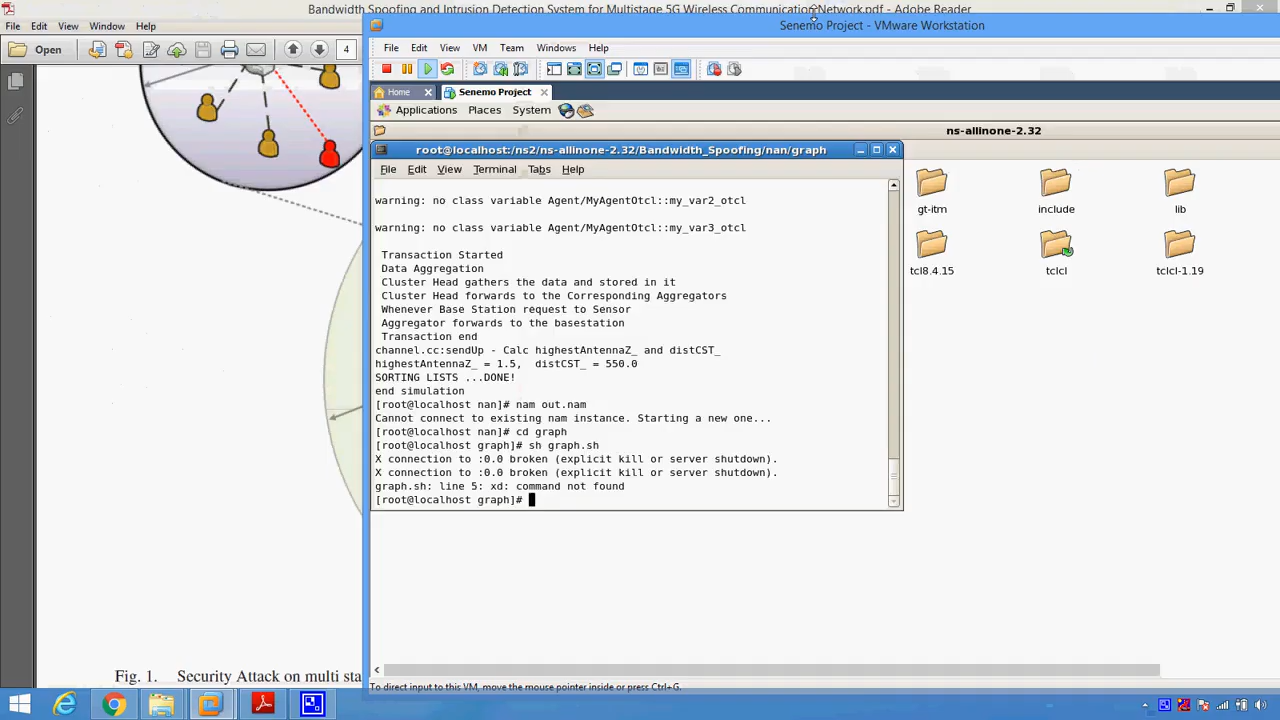 Bandwidth Spoofing and Intrusion Detection System for Multistage 5G Wireless Communication Network.pdf - Adobe Reader
File Edit View Window Help
Open
4
Fig. 1. Security Attack on multi sta
Senemo Project - VMware Workstation
File Edit View VM Team Windows Help
Home
Senemo Project
Applications Places System
ns-allinone-2.32
root@localhost:/ns2/ns-allinone-2.32/Bandwidth_Spoofing/nan/graph
File Edit View Terminal Tabs Help
warning: no class variable Agent/MyAgentOtcl::my_var2_otcl
warning: no class variable Agent/MyAgentOtcl::my_var3_otcl
Transaction Started
Data Aggregation
Cluster Head gathers the data and stored in it
Cluster Head forwards to the Corresponding Aggregators
Whenever Base Station request to Sensor
Aggregator forwards to the basestation
Transaction end
channel.cc:sendUp - Calc highestAntennaZ_ and distCST_
highestAntennaZ_ = 1.5,  distCST_ = 550.0
SORTING LISTS ...DONE!
end simulation
[root@localhost nan]# nam out.nam
Cannot connect to existing nam instance. Starting a new one...
[root@localhost nan]# cd graph
[root@localhost graph]# sh graph.sh
X connection to :0.0 broken (explicit kill or server shutdown).
X connection to :0.0 broken (explicit kill or server shutdown).
graph.sh: line 5: xd: command not found
[root@localhost graph]#
gt-itm
include
lib
tcl8.4.15
tclcl
tclcl-1.19
To direct input to this VM, move the mouse pointer inside or press Ctrl+G.